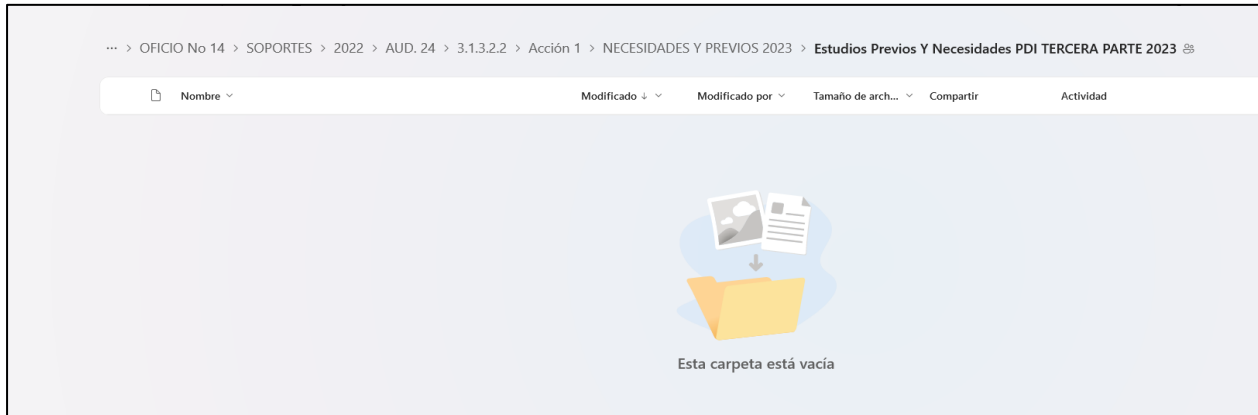 ... > OFICIO No 14 > SOPORTES > 2022 > AUD. 24 > 3.1.3.2.2 > Acción 1 > NECESIDADES Y PREVIOS 2023 > Estudios Previos Y Necesidades PDI TERCERA PARTE 2023
Nombre Modificado ↓ Modificado por Tamaño de arch... Compartir Actividad
Esta carpeta está vacía